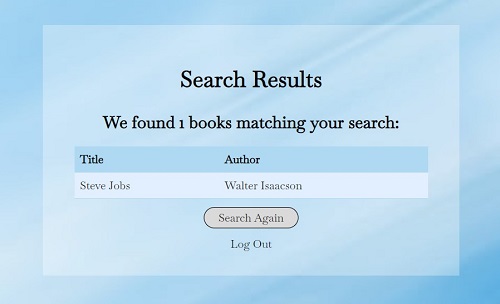 Search Results
We found 1 books matching your search:
Title Author
Steve Jobs Walter Isaacson
Search Again
Log Out